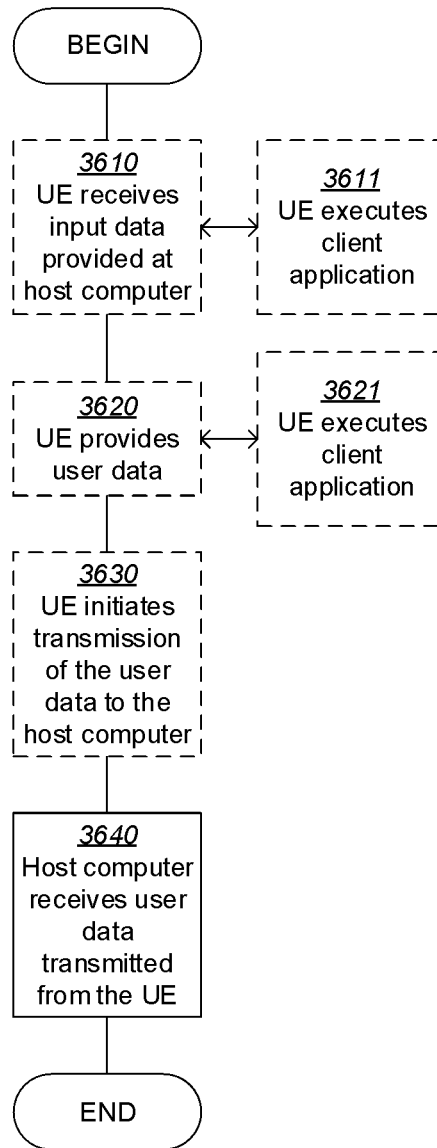 BEGIN
3610
UE receives
input data
provided at
host computer
3611
UE executes
client
application
3620
UE provides
user data
3621
UE executes
client
application
3630
UE initiates
transmission
of the user
data to the
host computer
3640
Host computer
receives user
data
transmitted
from the UE
END